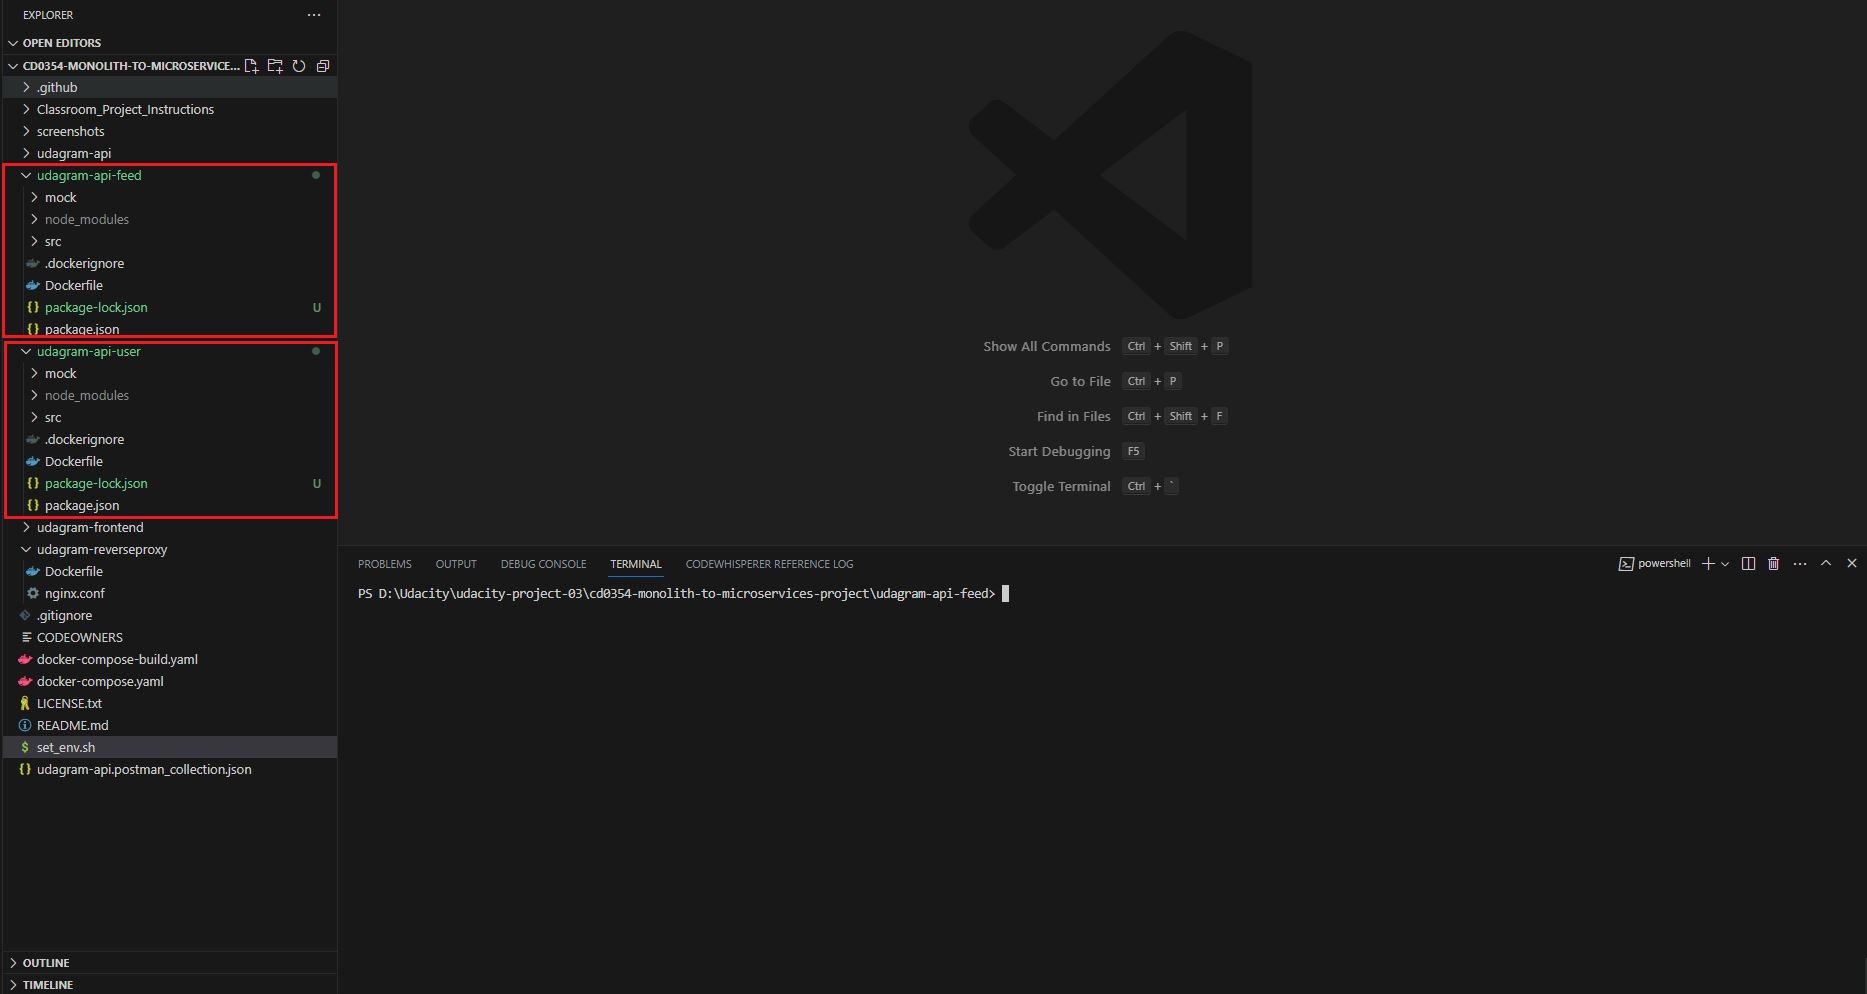 EXPLORER
OPEN EDITORS
CD0354-MONOLITH-TO-MICROSERVICE...
.github
Classroom_Project_Instructions
screenshots
udagram-api
udagram-api-feed
mock
node_modules
src
.dockerignore
Dockerfile
package-lock.json U
package.json
udagram-api-user
mock
node_modules
src
.dockerignore
Dockerfile
package-lock.json U
package.json
udagram-frontend
udagram-reverseproxy
Dockerfile
nginx.conf
.gitignore
CODEOWNERS
docker-compose-build.yaml
docker-compose.yaml
LICENSE.txt
README.md
set_env.sh
udagram-api.postman_collection.json
OUTLINE
TIMELINE
Show All Commands Ctrl + Shift + P
Go to File Ctrl + P
Find in Files Ctrl + Shift + F
Start Debugging F5
Toggle Terminal Ctrl + `
PROBLEMS OUTPUT DEBUG CONSOLE TERMINAL CODEWHISPERER REFERENCE LOG powershell
PS D:\Udacity\udacity-project-03\cd0354-monolith-to-microservices-project\udagram-api-feed>